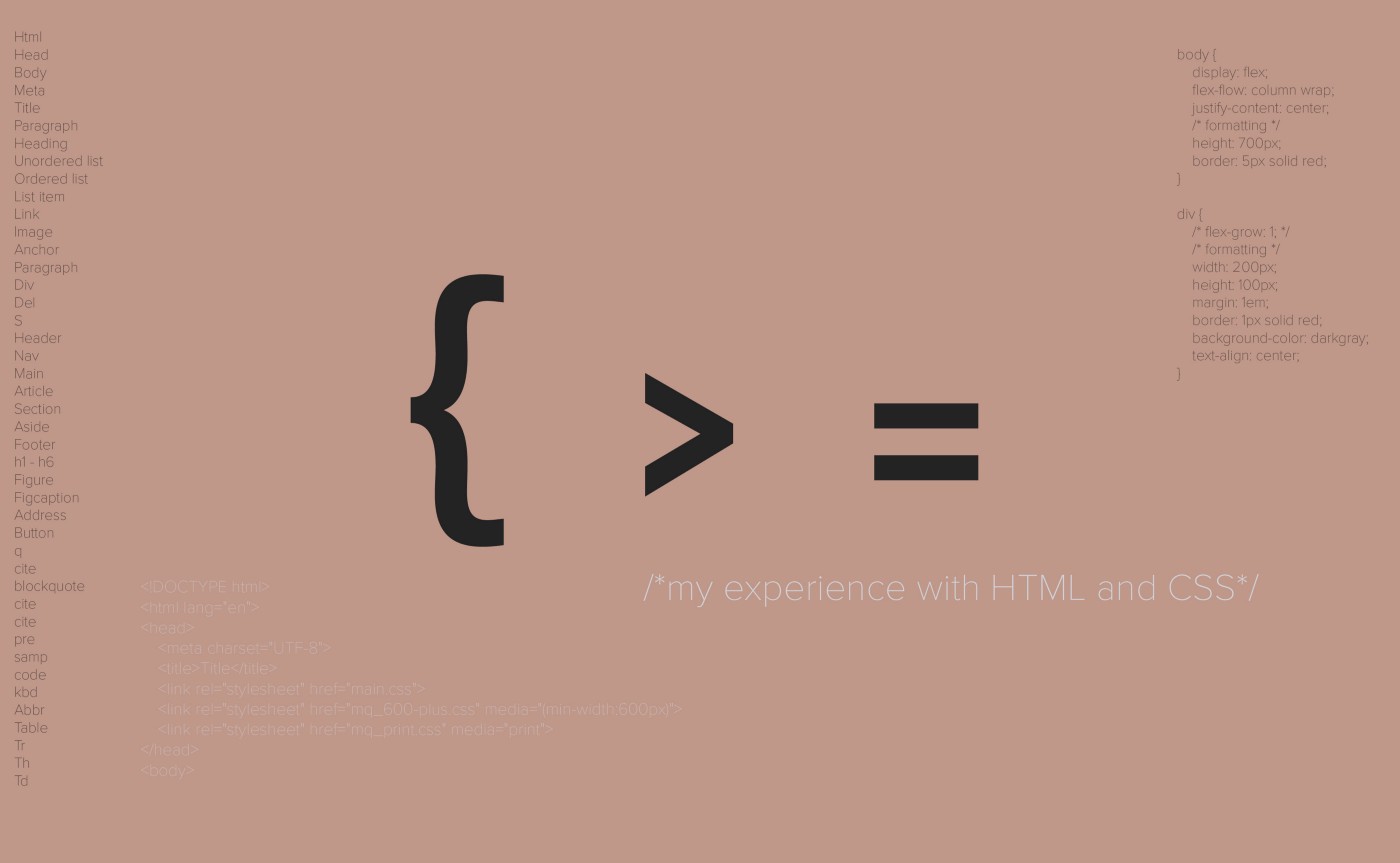 Html
Head
Body
Meta
Title
Paragraph
Heading
Unordered list
Ordered list
List item
Link
Image
Anchor
Paragraph
Div
Del
S
Header
Nav
Main
Article
Section
Aside
Footer
h1 - h6
Figure
Figcaption
Address
Button
q
cite
blockquote
cite
cite
pre
samp
code
kbd
Abbr
Table
Tr
Th
Td
body {
display: flex;
flex-flow: column wrap;
justify-content: center;
/* formatting */
height: 700px;
border: 5px solid red;
}
div {
/* flex-grow: 1; */
/* formatting */
width: 200px;
height: 100px;
margin: 1em;
border: 1px solid red;
background-color: darkgray;
text-align: center;
}
{ > =
/*my experience with HTML and CSS*/
<!DOCTYPE html>
<html lang="en">
<head>
<meta charset="UTF-8">
<title>Title</title>
<link rel="stylesheet" href="main.css">
<link rel="stylesheet" href="mq_600-plus.css" media="(min-width:600px)">
<link rel="stylesheet" href="mq_print.css" media="print">
</head>
<body>